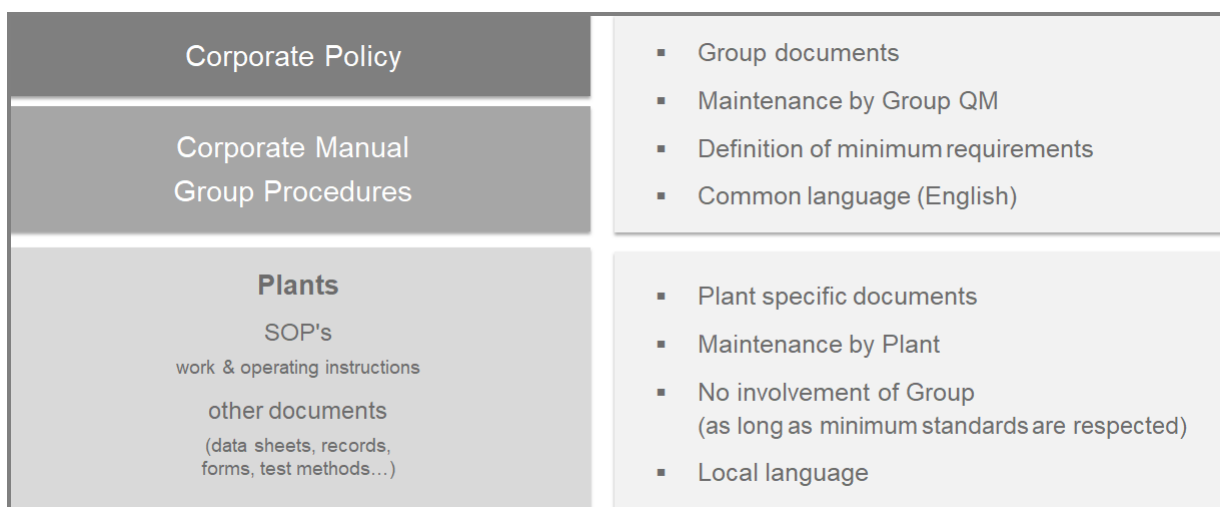 Corporate Policy
Corporate Manual
Group Procedures
▪ Group documents
▪ Maintenance by Group QM
▪ Definition of minimum requirements
▪ Common language (English)
Plants
SOP's
work & operating instructions
other documents
(data sheets, records,
forms, test methods…)
▪ Plant specific documents
▪ Maintenance by Plant
▪ No involvement of Group
(as long as minimum standards are respected)
▪ Local language